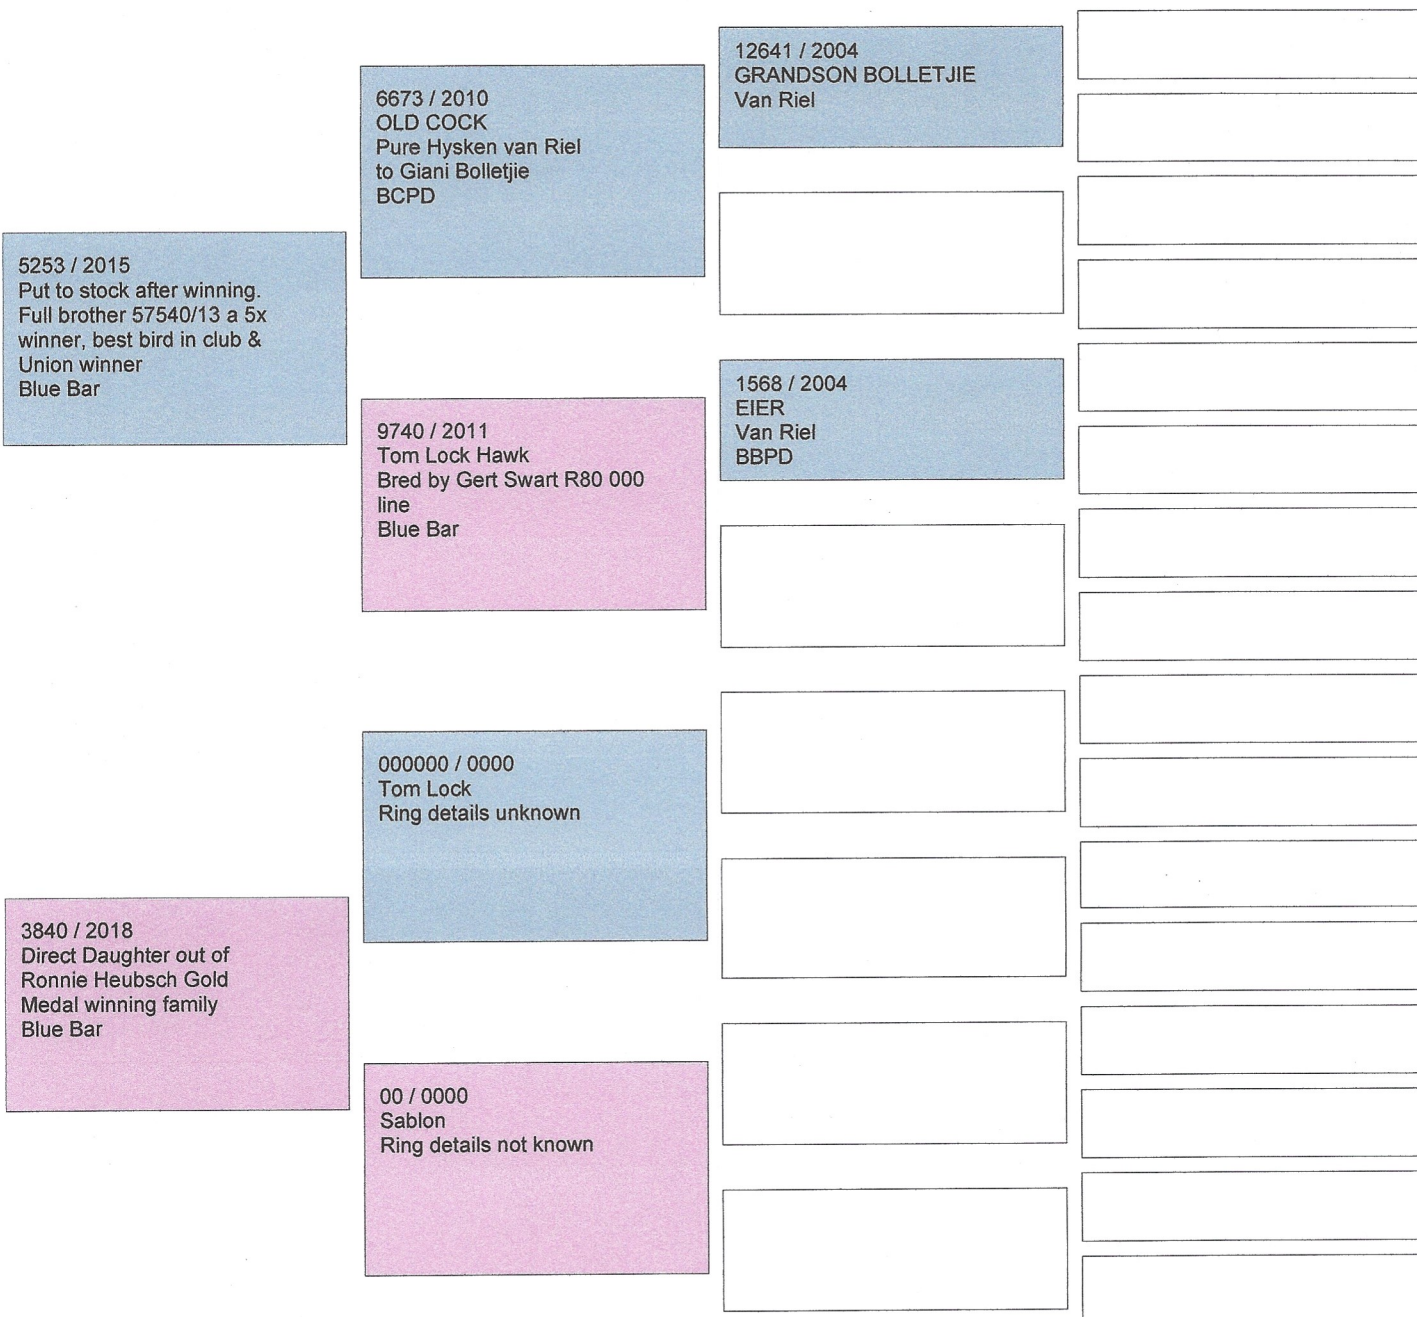 5253 / 2015
Put to stock after winning.
Full brother 57540/13 a 5x
winner, best bird in club &
Union winner
Blue Bar
3840 / 2018
Direct Daughter out of
Ronnie Heubsch Gold
Medal winning family
Blue Bar
6673 / 2010
OLD COCK
Pure Hysken van Riel
to Giani Bolletjie
BCPD
9740 / 2011
Tom Lock Hawk
Bred by Gert Swart R80 000
line
Blue Bar
000000 / 0000
Tom Lock
Ring details unknown
00 / 0000
Sablon
Ring details not known
12641 / 2004
GRANDSON BOLLETJIE
Van Riel
1568 / 2004
EIER
Van Riel
BBPD